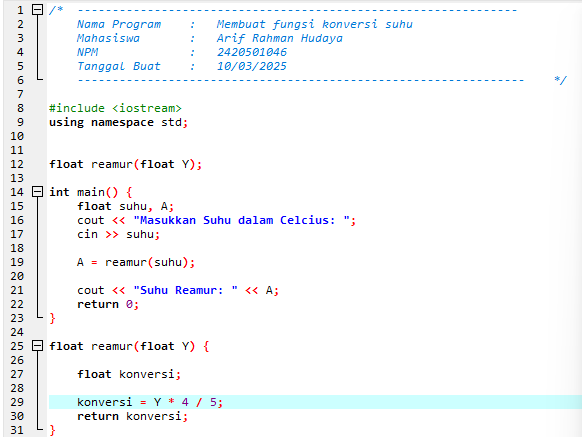 1 /* ---------------------------------------------------------------
2 Nama Program : Membuat fungsi konversi suhu
3 Mahasiswa : Arif Rahman Hudaya
4 NPM : 2420501046
5 Tanggal Buat : 10/03/2025
6 ---------------------------------------------------------------- */
7
8 #include <iostream>
9 using namespace std;
10
11
12 float reamur(float Y);
13
14 int main() {
15 float suhu, A;
16 cout << "Masukkan Suhu dalam Celcius: ";
17 cin >> suhu;
18
19 A = reamur(suhu);
20
21 cout << "Suhu Reamur: " << A;
22 return 0;
23 }
24
25 float reamur(float Y) {
26
27 float konversi;
28
29 konversi = Y * 4 / 5;
30 return konversi;
31 }